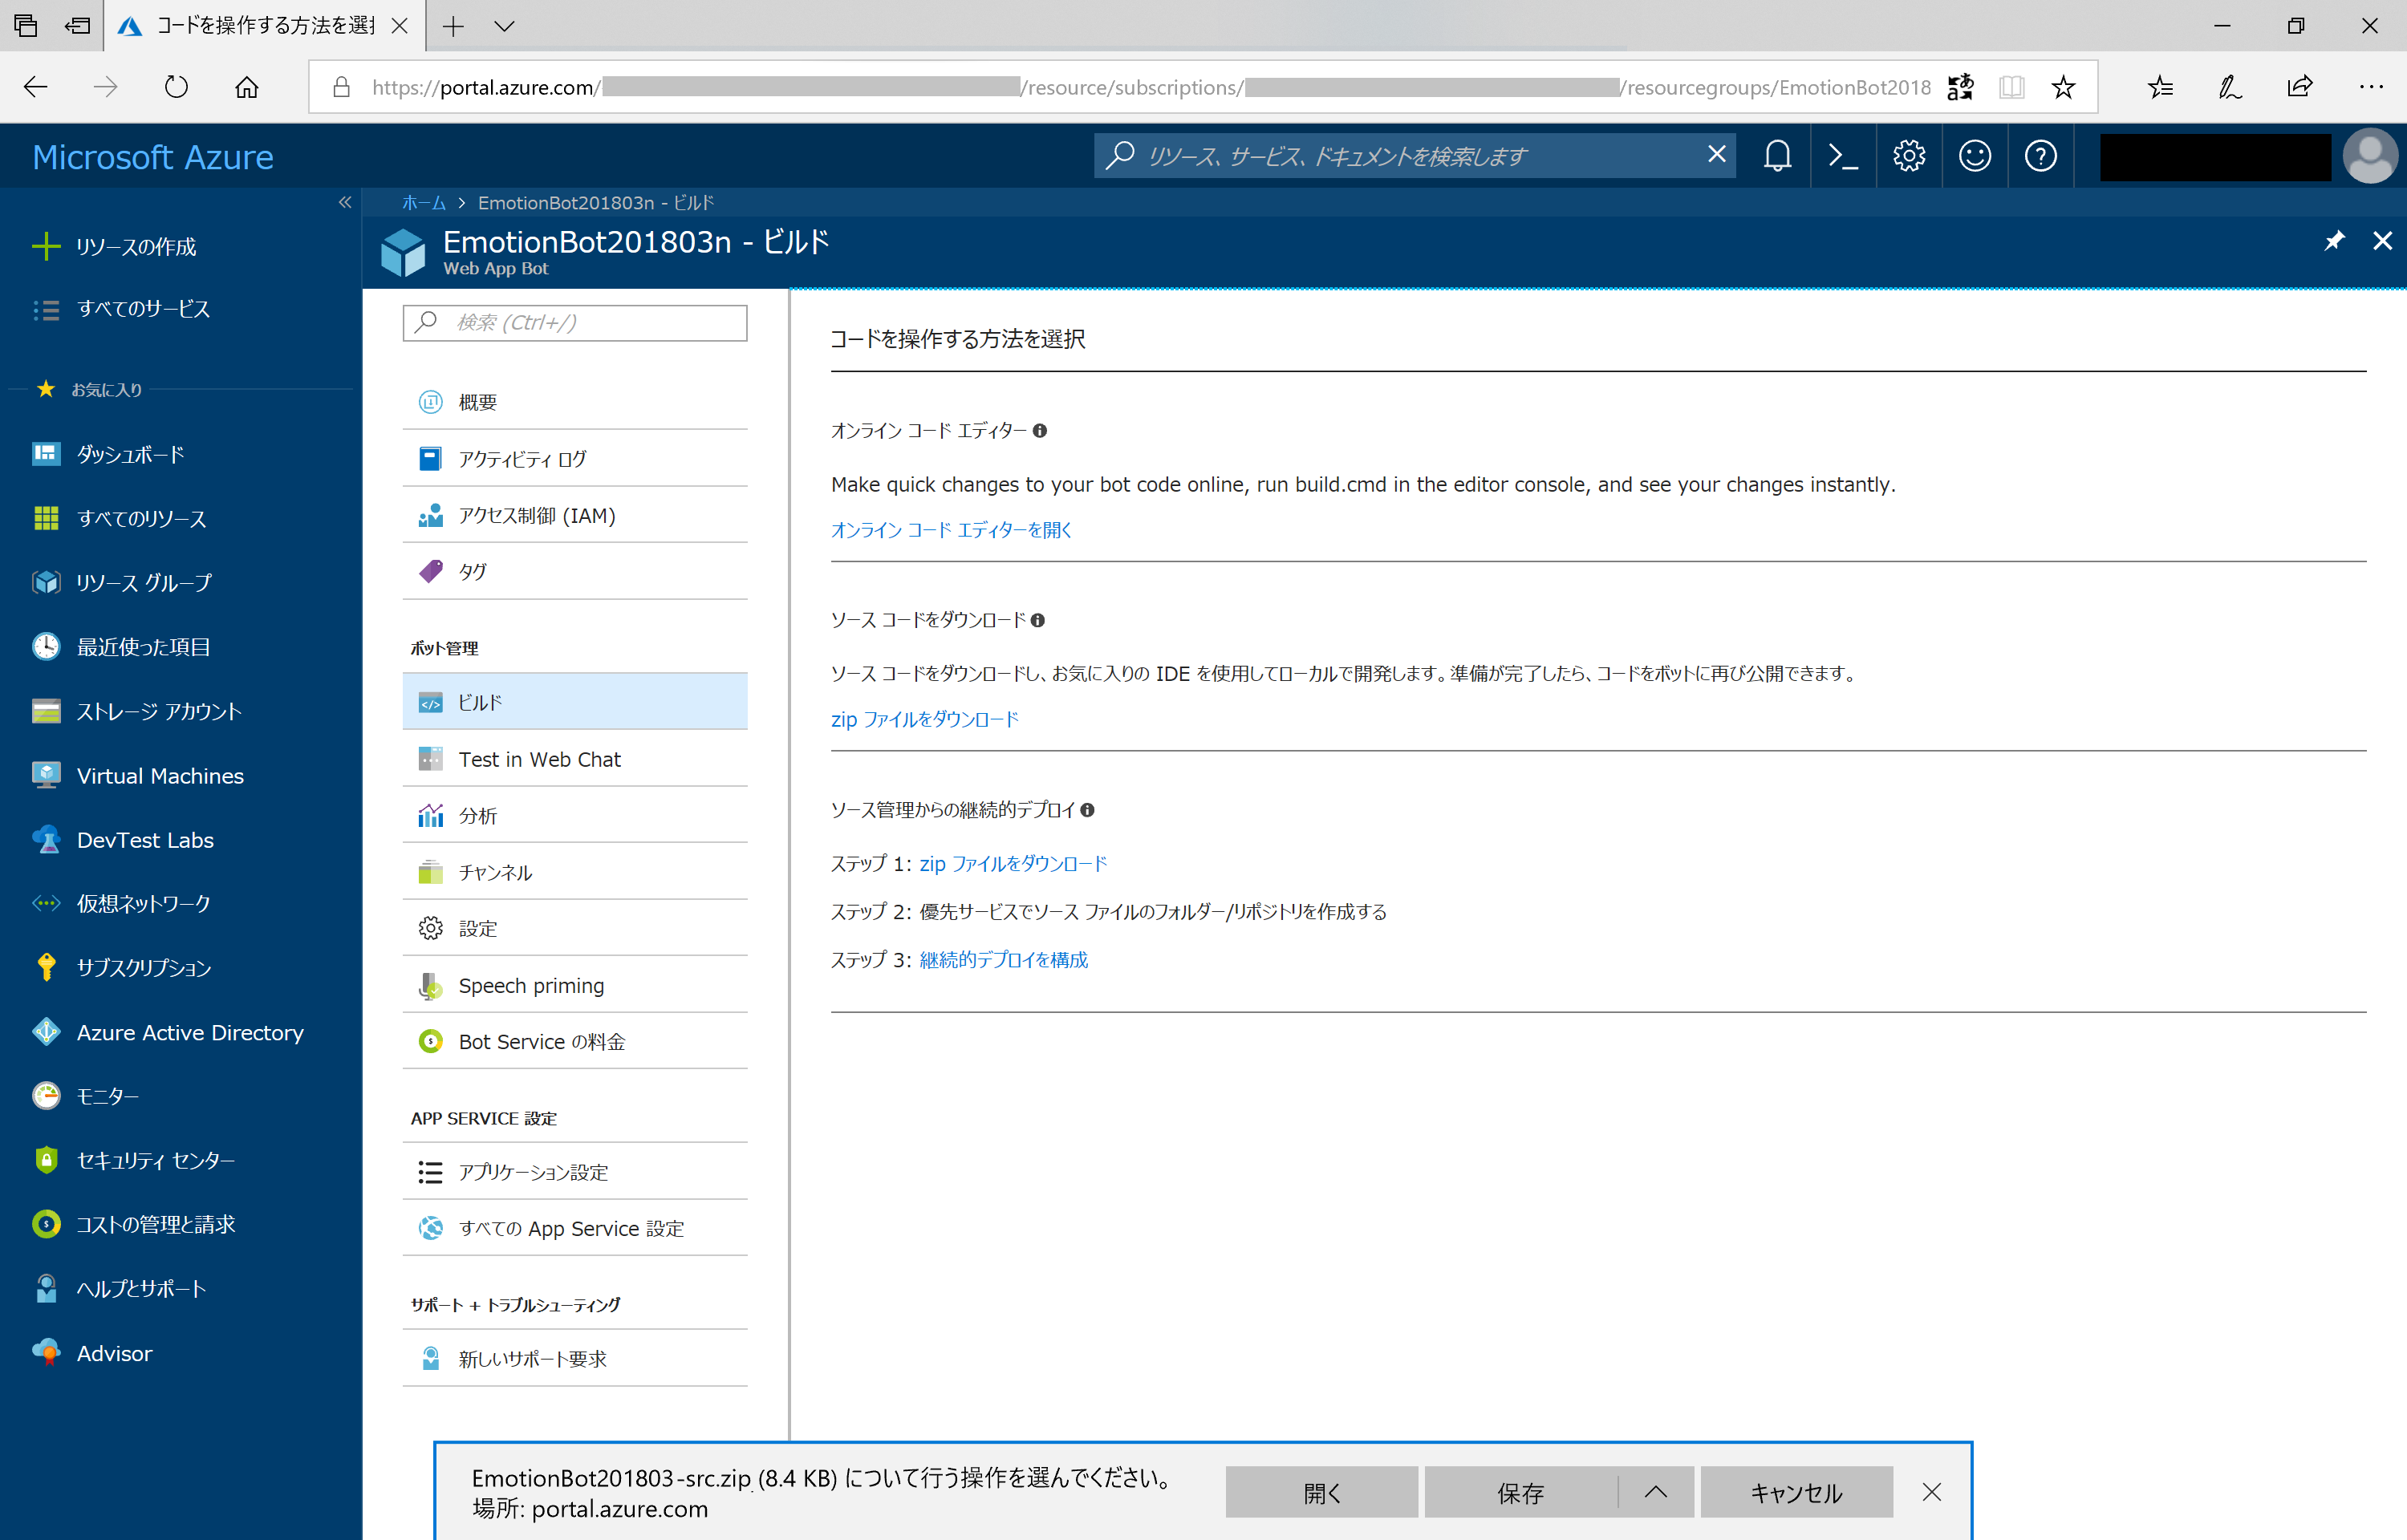 コードを操作する方法を選択
https://portal.azure.com/ /resource/subscriptions/ /resourcegroups/EmotionBot2018
Microsoft Azure
リソース、サービス、ドキュメントを検索します
ホーム > EmotionBot201803n - ビルド
EmotionBot201803n - ビルド
Web App Bot
リソースの作成
すべてのサービス
お気に入り
ダッシュボード
すべてのリソース
リソース グループ
最近使った項目
ストレージ アカウント
Virtual Machines
DevTest Labs
仮想ネットワーク
サブスクリプション
Azure Active Directory
モニター
セキュリティ センター
コストの管理と請求
ヘルプとサポート
Advisor
検索 (Ctrl+/)
概要
アクティビティ ログ
アクセス制御 (IAM)
タグ
ボット管理
ビルド
Test in Web Chat
分析
チャンネル
設定
Speech priming
Bot Service の料金
APP SERVICE 設定
アプリケーション設定
すべての App Service 設定
サポート + トラブルシューティング
新しいサポート要求
コードを操作する方法を選択
オンライン コード エディター
Make quick changes to your bot code online, run build.cmd in the editor console, and see your changes instantly.
オンライン コード エディターを開く
ソース コードをダウンロード
ソース コードをダウンロードし、お気に入りの IDE を使用してローカルで開発します。準備が完了したら、コードをボットに再び公開できます。
zip ファイルをダウンロード
ソース管理からの継続的デプロイ
ステップ 1: zip ファイルをダウンロード
ステップ 2: 優先サービスでソース ファイルのフォルダー/リポジトリを作成する
ステップ 3: 継続的デプロイを構成
EmotionBot201803-src.zip (8.4 KB) について行う操作を選んでください。
場所: portal.azure.com
開く
保存
キャンセル